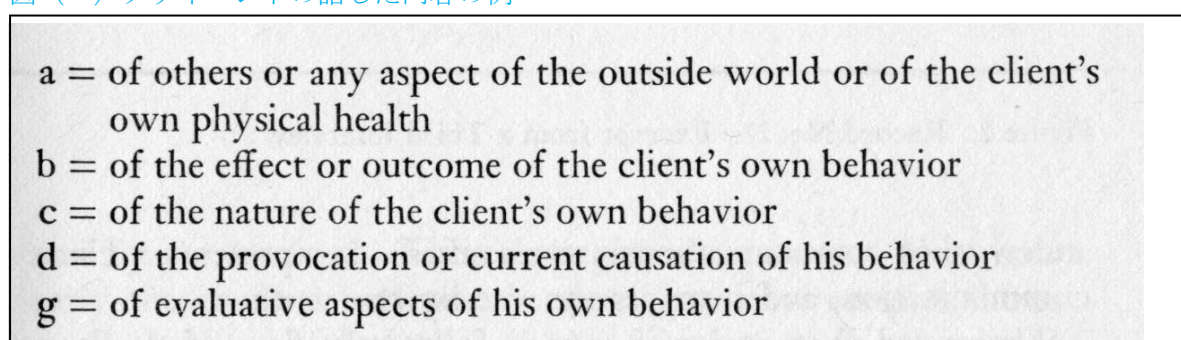 a = of others or any aspect of the outside world or of the client's
own physical health
b = of the effect or outcome of the client's own behavior
c = of the nature of the client's own behavior
d = of the provocation or current causation of his behavior
g = of evaluative aspects of his own behavior